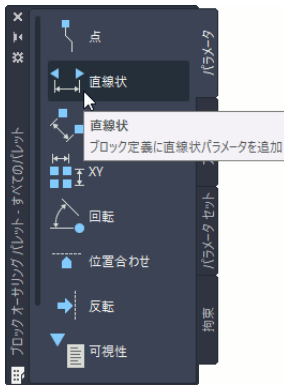 点
直線状
直線状
ブロック定義に直線状パラメータを追加
XY
回転
位置合わせ
反転
可視性
パラメータ
パラメータ セット
拘束
ブロック オーサリング パレット - すべてのパレット